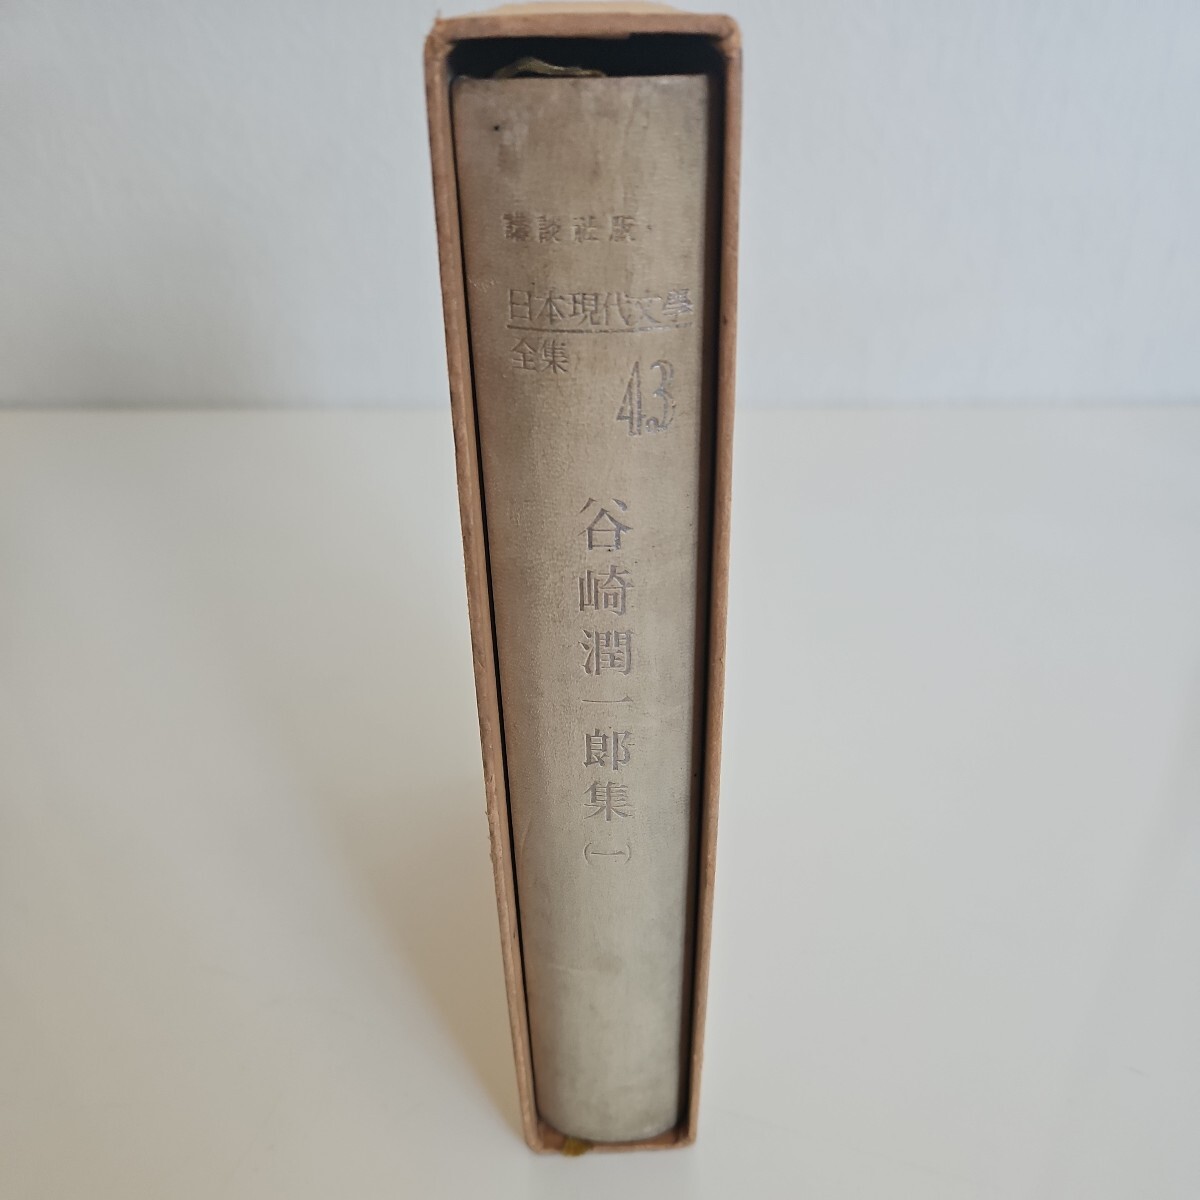 講談社版
日本現代文學
全集
43
谷崎潤一郎集(一)